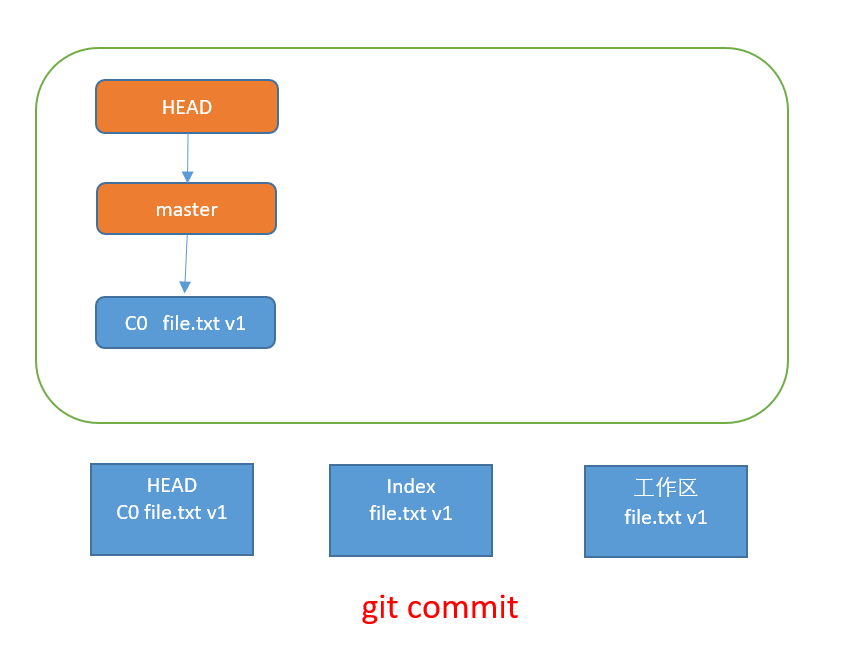 HEAD
master
C0 file.txt v1
HEAD
C0 file.txt v1
Index
file.txt v1
工作区
file.txt v1
git commit